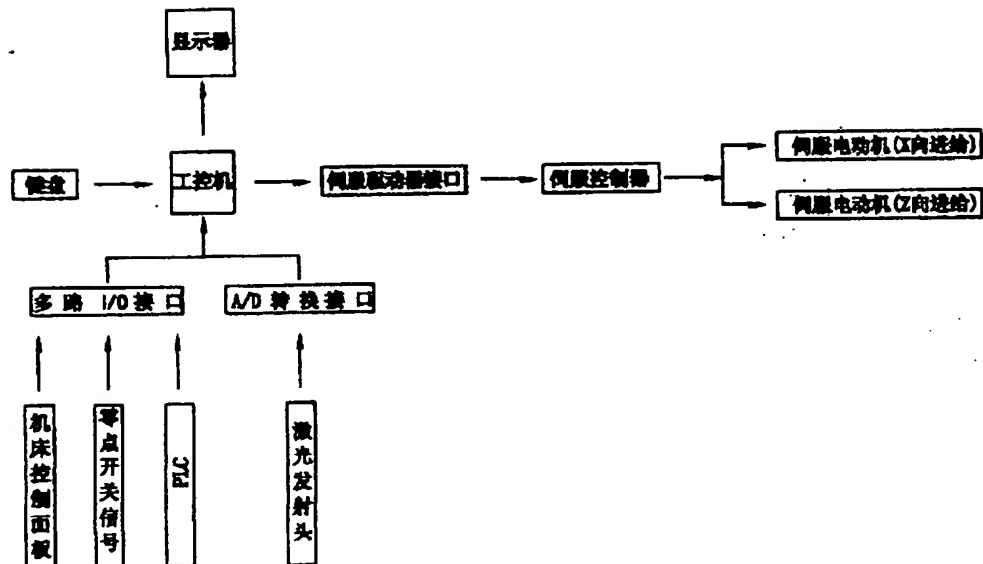 显示器
键盘
工控机
伺服驱动器接口
伺服控制器
伺服电动机(X向进给)
伺服电动机(Z向进给)
多路 I/O接口
A/D转换接口
机床控制面板
零点开关信号
PLC
激光发射头